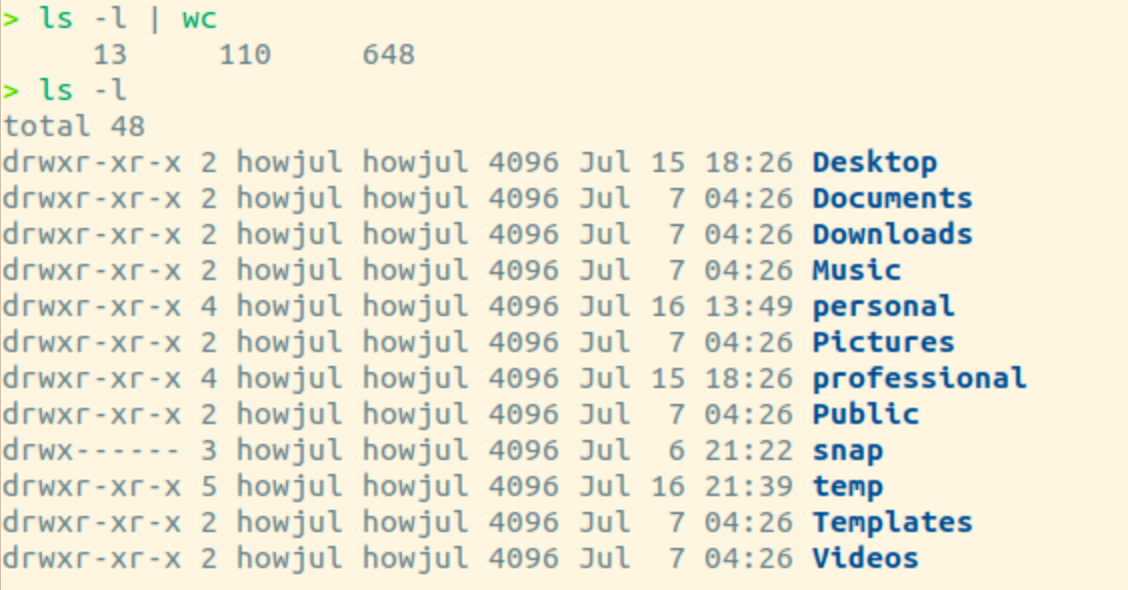 > ls -l | wc
     13     110     648
> ls -l
total 48
drwxr-xr-x 2 howjul howjul 4096 Jul 15 18:26 Desktop
drwxr-xr-x 2 howjul howjul 4096 Jul  7 04:26 Documents
drwxr-xr-x 2 howjul howjul 4096 Jul  7 04:26 Downloads
drwxr-xr-x 2 howjul howjul 4096 Jul  7 04:26 Music
drwxr-xr-x 4 howjul howjul 4096 Jul 16 13:49 personal
drwxr-xr-x 2 howjul howjul 4096 Jul  7 04:26 Pictures
drwxr-xr-x 4 howjul howjul 4096 Jul 15 18:26 professional
drwxr-xr-x 2 howjul howjul 4096 Jul  7 04:26 Public
drwx------ 3 howjul howjul 4096 Jul  6 21:22 snap
drwxr-xr-x 5 howjul howjul 4096 Jul 16 21:39 temp
drwxr-xr-x 2 howjul howjul 4096 Jul  7 04:26 Templates
drwxr-xr-x 2 howjul howjul 4096 Jul  7 04:26 Videos